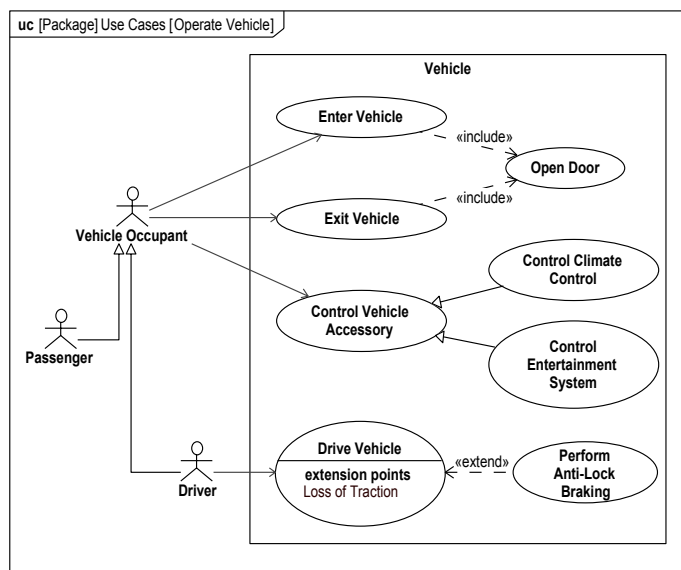 uc [Package] Use Cases [Operate Vehicle]
Vehicle
Enter Vehicle
«include»
Open Door
«include»
Exit Vehicle
Vehicle Occupant
Control Climate
Control
Control Vehicle
Accessory
Control
Entertainment
System
Passenger
Drive Vehicle
extension points
Loss of Traction
«extend»
Perform
Anti-Lock
Braking
Driver